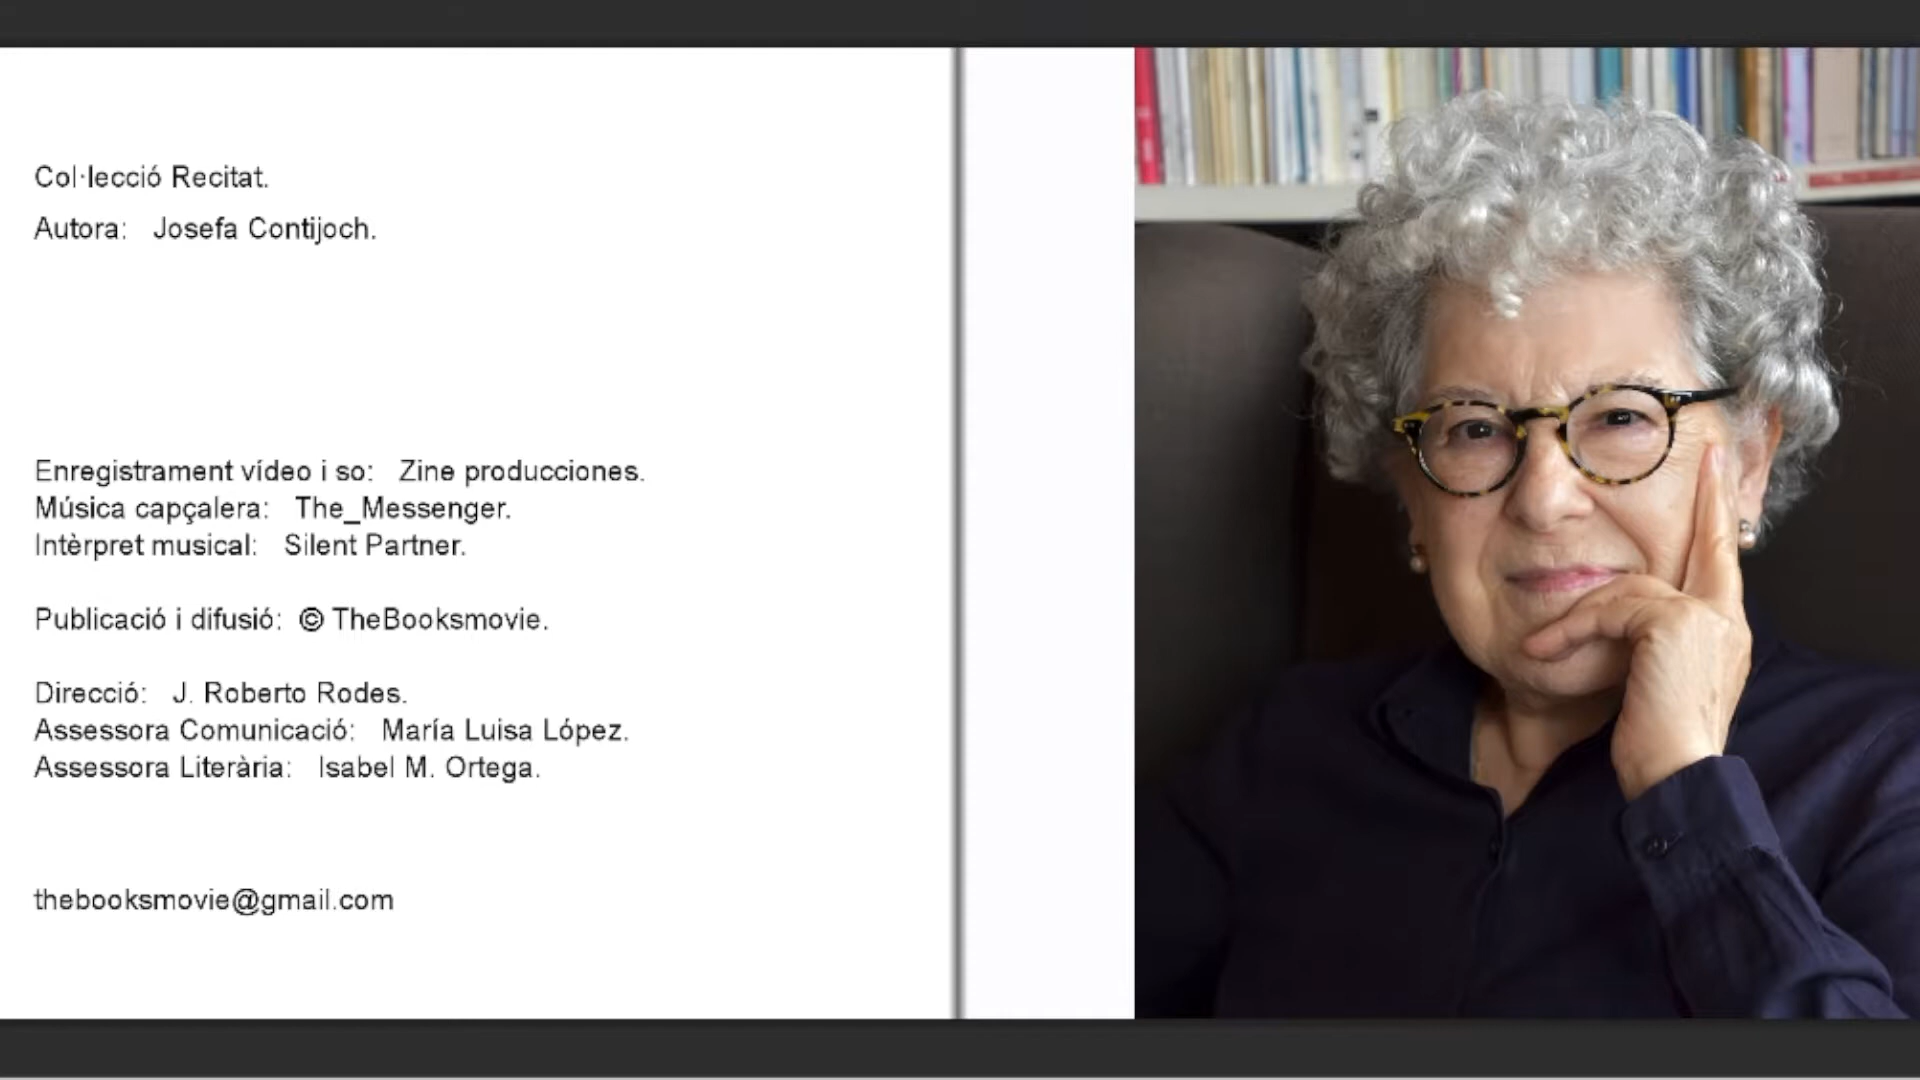 Col·lecció Recitat.
Autora: Josefa Contijoch.
Enregistrament vídeo i so: Zine producciones.
Música capçalera: The_Messenger.
Intèrpret musical: Silent Partner.
Publicació i difusió: © TheBooksmovie.
Direcció: J. Roberto Rodes.
Assessora Comunicació: María Luisa López.
Assessora Literària: Isabel M. Ortega.
thebooksmovie@gmail.com